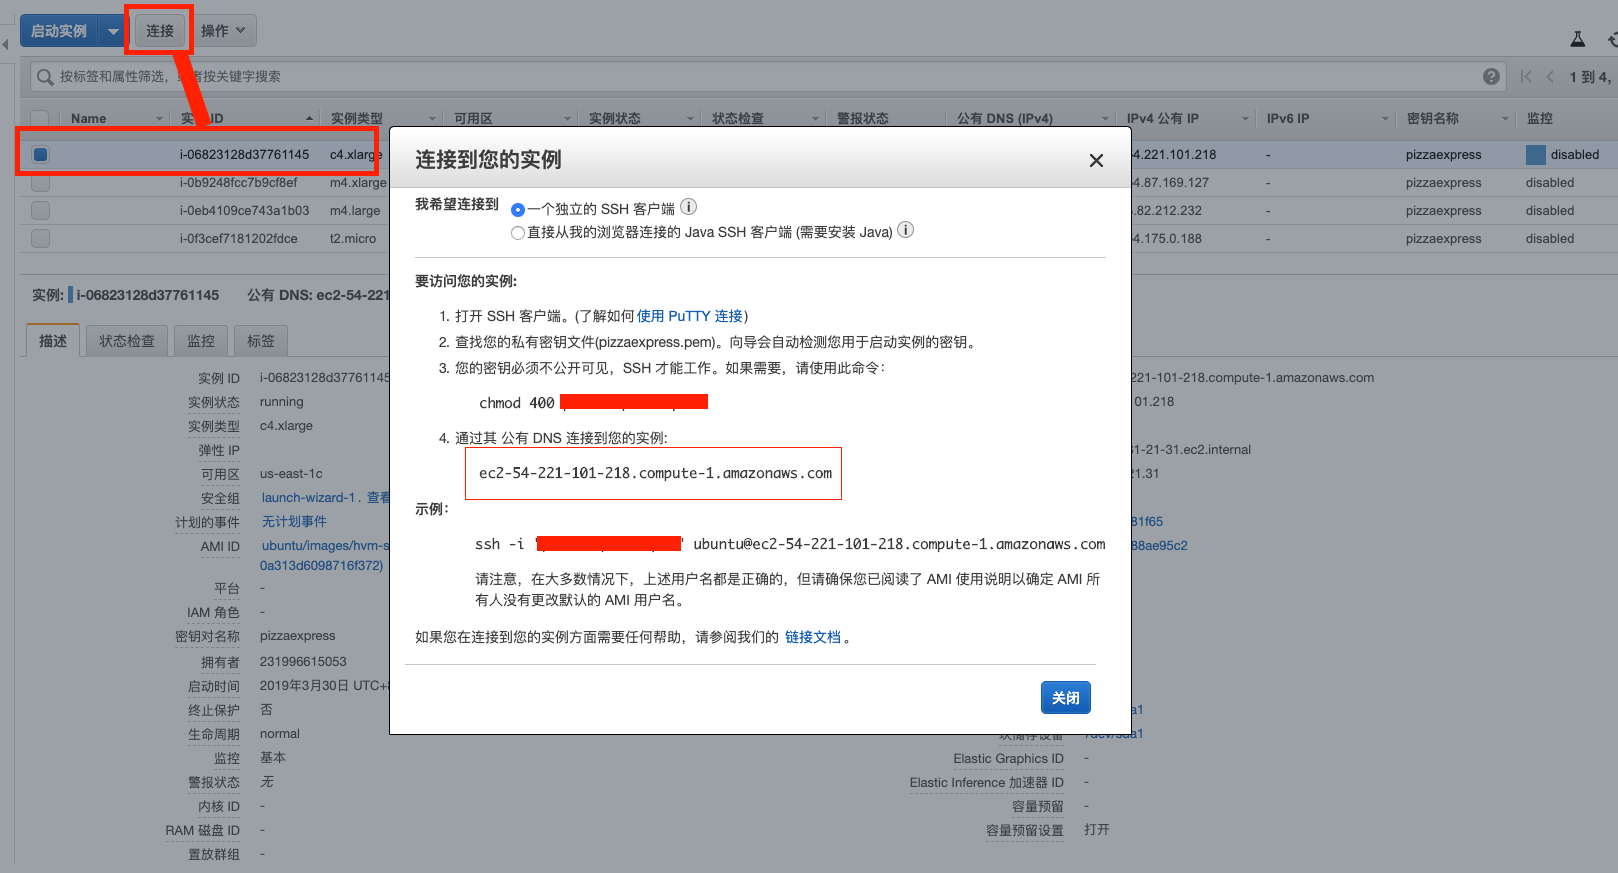 启动实例 连接 操作
按标签和属性筛选，或者按关键字搜索 1 到 4,
Name 实例 ID 实例类型 可用区 实例状态 状态检查 警报状态 公有 DNS (IPv4) IPv4 公有 IP IPv6 IP 密钥名称 监控
i-06823128d37761145 c4.xlarge 4.221.101.218 - pizzaexpress disabled
i-0b9248fcc7b9cf8ef m4.xlarge 4.87.169.127 - pizzaexpress disabled
i-0eb4109ce743a1b03 m4.large .82.212.232 - pizzaexpress disabled
i-0f3cef7181202fdce t2.micro 4.175.0.188 - pizzaexpress disabled
实例: i-06823128d37761145 公有 DNS: ec2-54-221
描述 状态检查 监控 标签
实例 ID i-06823128d37761145
实例状态 running
实例类型 c4.xlarge
弹性 IP
可用区 us-east-1c
安全组 launch-wizard-1. 查看
计划的事件 无计划事件
AMI ID ubuntu/images/hvm-s
0a313d6098716f372)
平台 -
IAM 角色 -
密钥对名称 pizzaexpress
拥有者 231996615053
启动时间 2019年3月30日 UTC+8
终止保护 否
生命周期 normal
监控 基本
警报状态 无
内核 ID -
RAM 磁盘 ID -
置放群组 -
连接到您的实例
我希望连接到 一个独立的 SSH 客户端
直接从我的浏览器连接的 Java SSH 客户端 (需要安装 Java)
要访问您的实例:
1. 打开 SSH 客户端。(了解如何使用 PuTTY 连接)
2. 查找您的私有密钥文件(pizzaexpress.pem)。向导会自动检测您用于启动实例的密钥。
3. 您的密钥必须不公开可见，SSH 才能工作。如果需要，请使用此命令：
chmod 400
4. 通过其 公有 DNS 连接到您的实例:
ec2-54-221-101-218.compute-1.amazonaws.com
示例：
ssh -i " " ubuntu@ec2-54-221-101-218.compute-1.amazonaws.com
请注意，在大多数情况下，上述用户名都是正确的，但请确保您已阅读了 AMI 使用说明以确定 AMI 所
有人没有更改默认的 AMI 用户名。
如果您在连接到您的实例方面需要任何帮助，请参阅我们的 链接文档 。
关闭
221-101-218.compute-1.amazonaws.com
01.218
31-21-31.ec2.internal
21.31
81f65
88ae95c2
a1
块储存设备 /dev/sda1
Elastic Graphics ID -
Elastic Inference 加速器 ID -
容量预留 -
容量预留设置 打开